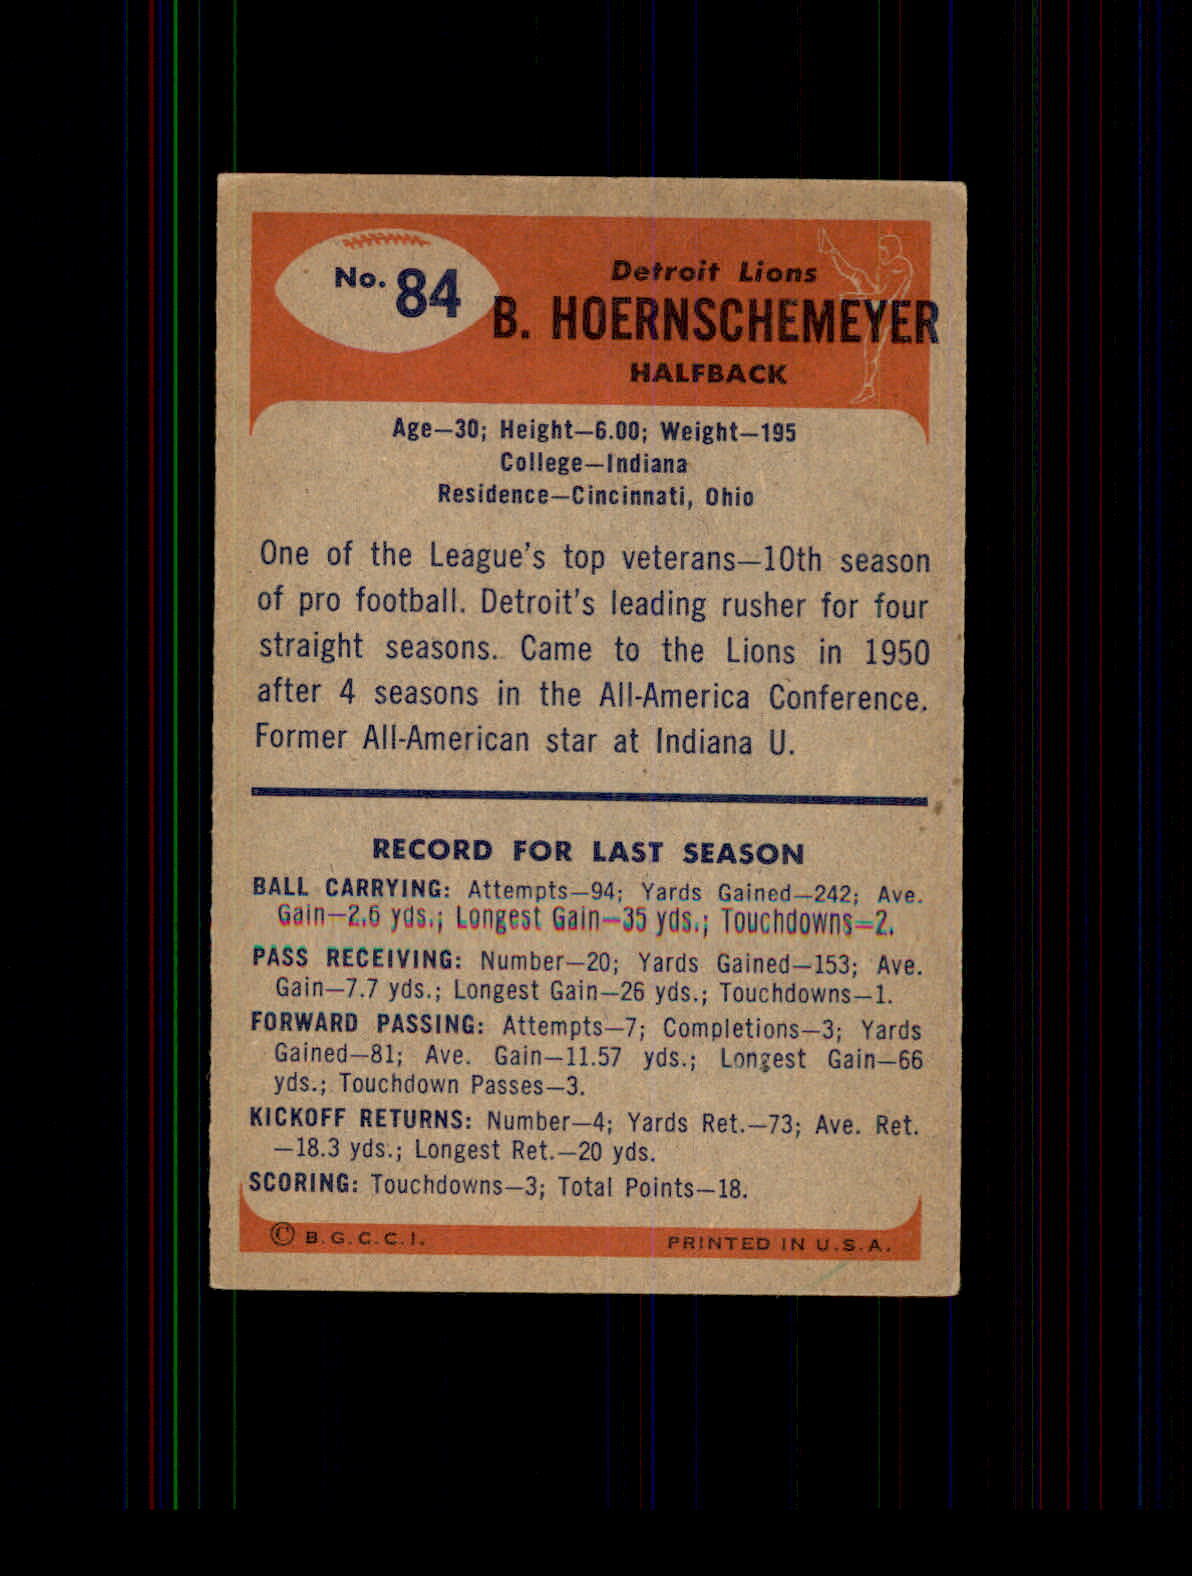 No. 84
Detroit Lions
B. HOERNSCHEMEYER
HALFBACK
Age—30; Height—6.00; Weight—195
College—Indiana
Residence—Cincinnati, Ohio
One of the League's top veterans—10th season
of pro football. Detroit's leading rusher for four
straight seasons. Came to the Lions in 1950
after 4 seasons in the All-America Conference.
Former All-American star at Indiana U.
RECORD FOR LAST SEASON
BALL CARRYING: Attempts—94; Yards Gained—242; Ave.
Gain—2.6 yds.; Longest Gain—35 yds.; Touchdowns—2.
PASS RECEIVING: Number—20; Yards Gained—153; Ave.
Gain—7.7 yds.; Longest Gain—26 yds.; Touchdowns—1.
FORWARD PASSING: Attempts—7; Completions—3; Yards
Gained—81; Ave. Gain—11.57 yds.; Longest Gain—66
yds.; Touchdown Passes—3.
KICKOFF RETURNS: Number—4; Yards Ret.—73; Ave. Ret.
—18.3 yds.; Longest Ret.—20 yds.
SCORING: Touchdowns—3; Total Points—18.
© B.G.C.C.I.
PRINTED IN U.S.A.